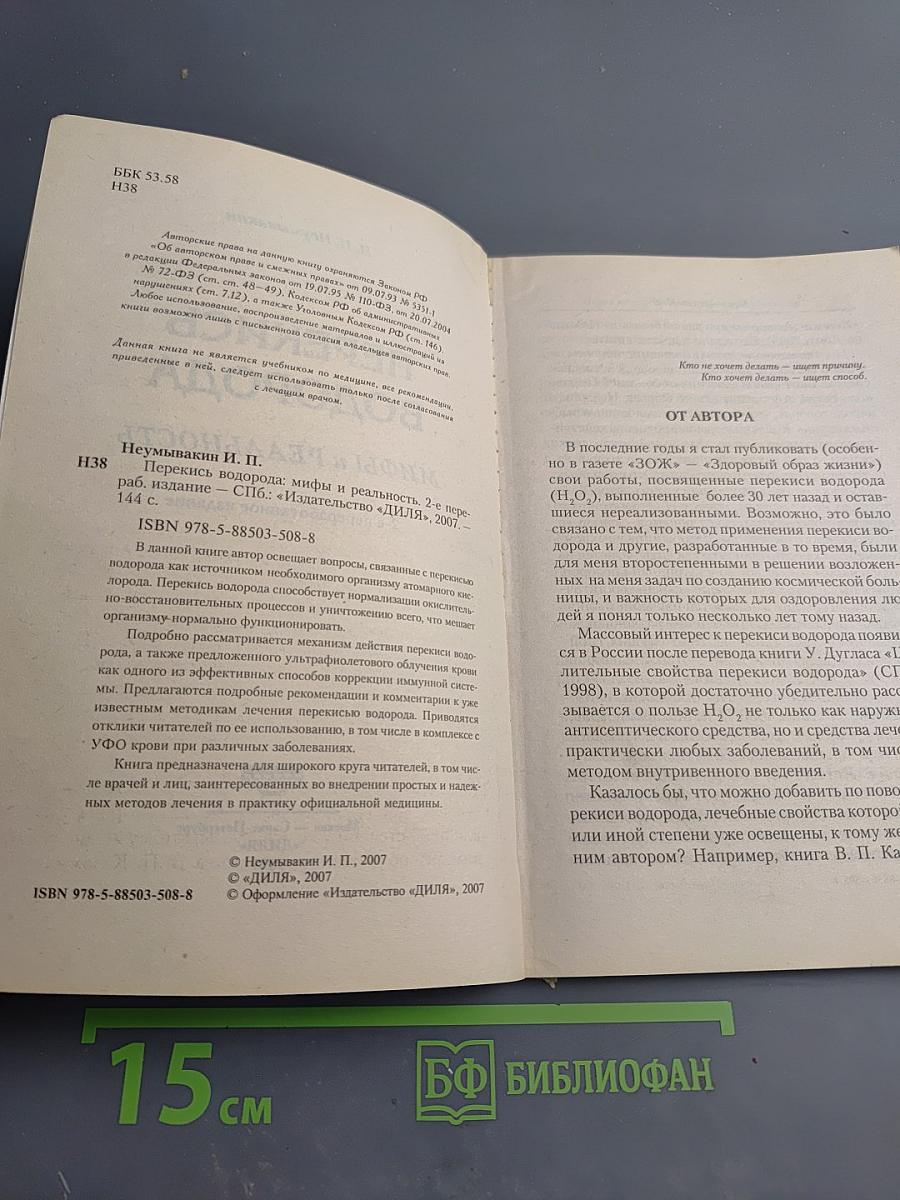 ББК 53.58
Н38
Авторские права на данную книгу охраняются Законом РФ
«Об авторском праве и смежных правах» от 09.07.93 № 5351-1
в редакции Федеральных законов от 19.07.95 № 110-ФЗ, от 20.07.2004
№ 72-ФЗ (ст. ст. 48—49), Кодексом РФ об административных
нарушениях (ст. 7.12), а также Уголовным Кодексом РФ (ст. 146).
Любое использование, воспроизведение материалов и иллюстраций из
книги возможно лишь с письменного согласия владельцев авторских прав.
Данная книга не является учебником по медицине, все рекомендации,
приведенные в ней, следует использовать только после согласования
с лечащим врачом.
Неумывакин И. П.
Н38 Перекись водорода: мифы и реальность. 2-е пере-
раб. издание — СПб.: «Издательство «ДИЛЯ», 2007. —
144 с.
ISBN 978-5-88503-508-8
В данной книге автор освещает вопросы, связанные с перекисью
водорода как источником необходимого организму атомарного кис-
лорода. Перекись водорода способствует нормализации окислитель-
но-восстановительных процессов и уничтожению всего, что мешает
организму нормально функционировать.
Подробно рассматривается механизм действия перекиси водо-
рода, а также предложенного ультрафиолетового облучения крови
как одного из эффективных способов коррекции иммунной систе-
мы. Предлагаются подробные рекомендации и комментарии к уже
известным методикам лечения перекисью водорода. Приводятся
отклики читателей по ее использованию, в том числе в комплексе с
УФО крови при различных заболеваниях.
Книга предназначена для широкого круга читателей, в том чис-
ле врачей и лиц, заинтересованных во внедрении простых и надеж-
ных методов лечения в практику официальной медицины.
© Неумывакин И. П., 2007
© «ДИЛЯ», 2007
ISBN 978-5-88503-508-8 © Оформление «Издательство «ДИЛЯ», 2007
Кто не хочет делать — ищет причину.
Кто хочет делать — ищет способ.
ОТ АВТОРА
В последние годы я стал публиковать (особен-
но в газете «ЗОЖ» — «Здоровый образ жизни»)
свои работы, посвященные перекиси водорода
(H₂O₂), выполненные более 30 лет назад и остав-
шиеся нереализованными. Возможно, это было
связано с тем, что метод применения перекиси во-
дорода и другие, разработанные в то время, были
для меня второстепенными в решении возложен-
ных на меня задач по созданию космической боль-
ницы, и важность которых для оздоровления лю
дей я понял только несколько лет тому назад.
Массовый интерес к перекиси водорода появи
ся в России после перевода книги У. Дугласа «Ц
лительные свойства перекиси водорода» (СП
1998), в которой достаточно убедительно расс
зывается о пользе H₂O₂ не только как наружн
антисептического средства, но и средства лече
практически любых заболеваний, в том чис
методом внутривенного введения.
Казалось бы, что можно добавить по пово
рекиси водорода, лечебные свойства которой
или иной степени уже освещены, к тому же
ним автором? Например, книга В. П. Ка
15 см
БФ БИБЛИОФАН